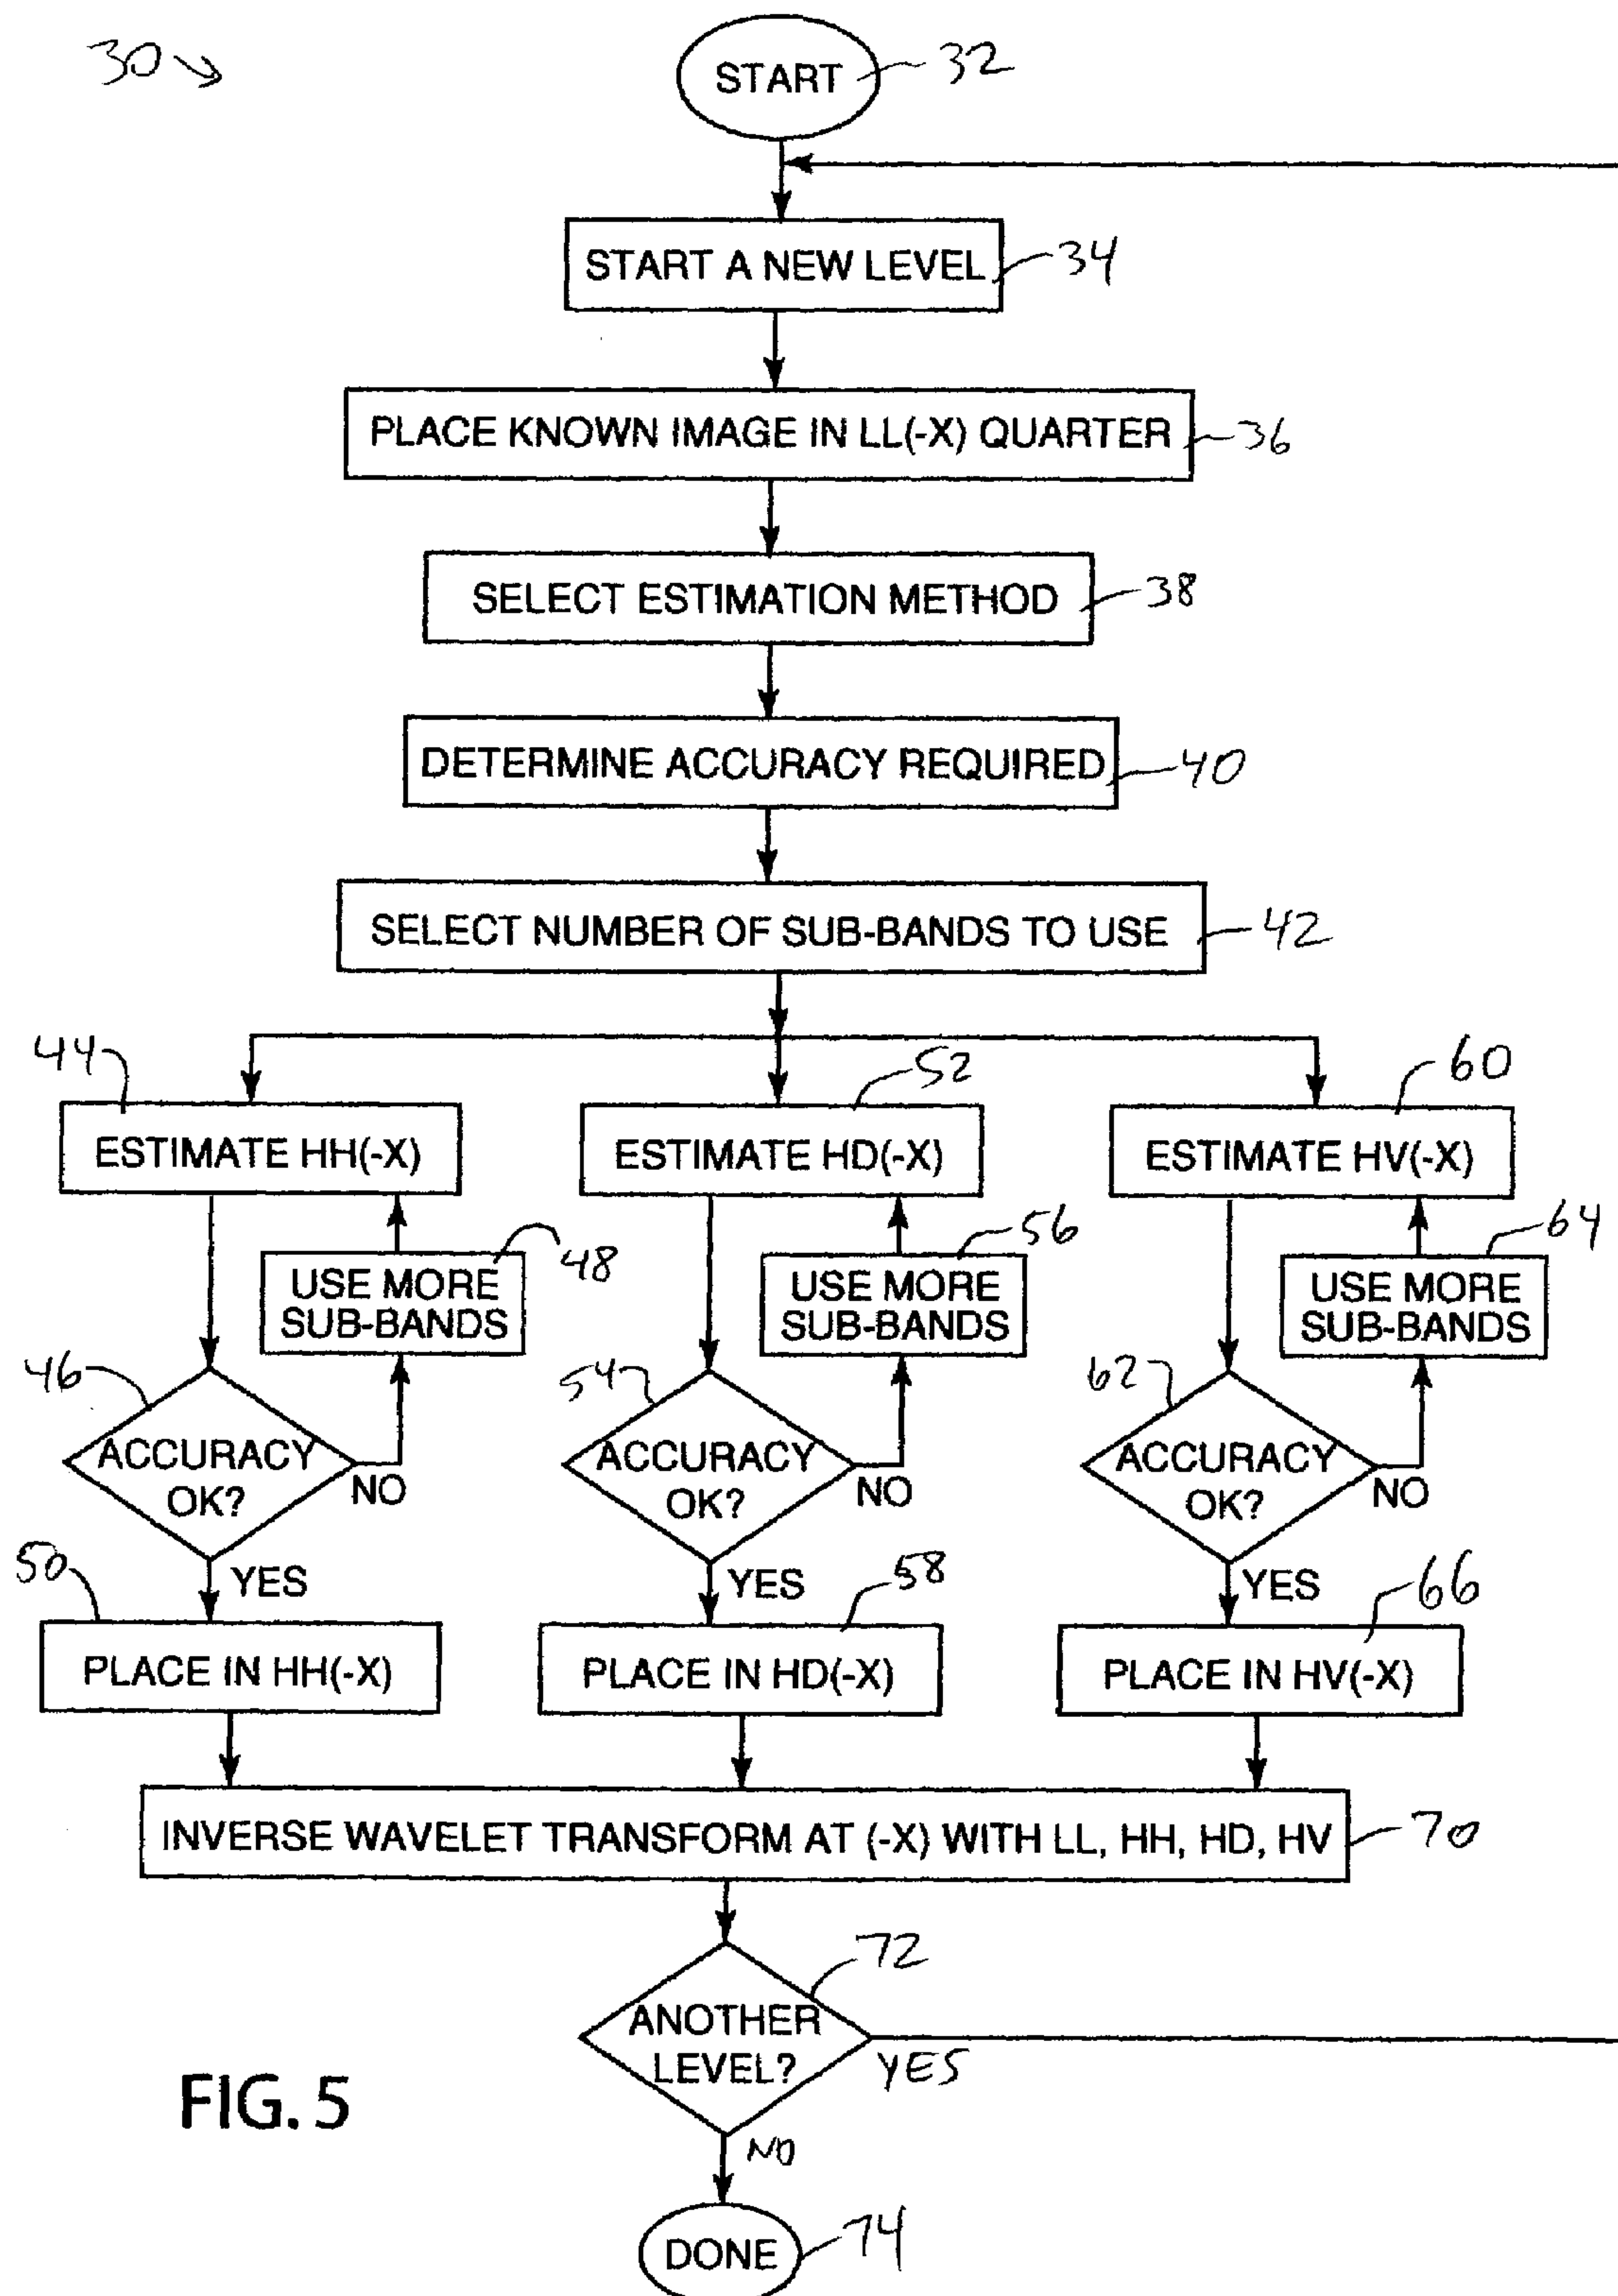 30
START 32
START A NEW LEVEL 34
PLACE KNOWN IMAGE IN LL(-X) QUARTER 36
SELECT ESTIMATION METHOD 38
DETERMINE ACCURACY REQUIRED 40
SELECT NUMBER OF SUB-BANDS TO USE 42
44
ESTIMATE HH(-X)
52
ESTIMATE HD(-X)
60
ESTIMATE HV(-X)
USE MORE 48
SUB-BANDS
56
USE MORE
SUB-BANDS
64
USE MORE
SUB-BANDS
46
ACCURACY
OK?
NO
YES
54
ACCURACY
OK?
NO
YES
62
ACCURACY
OK?
NO
YES
50
PLACE IN HH(-X)
58
PLACE IN HD(-X)
66
PLACE IN HV(-X)
INVERSE WAVELET TRANSFORM AT (-X) WITH LL, HH, HD, HV 70
72
ANOTHER
LEVEL?
YES
NO
DONE 74
FIG. 5